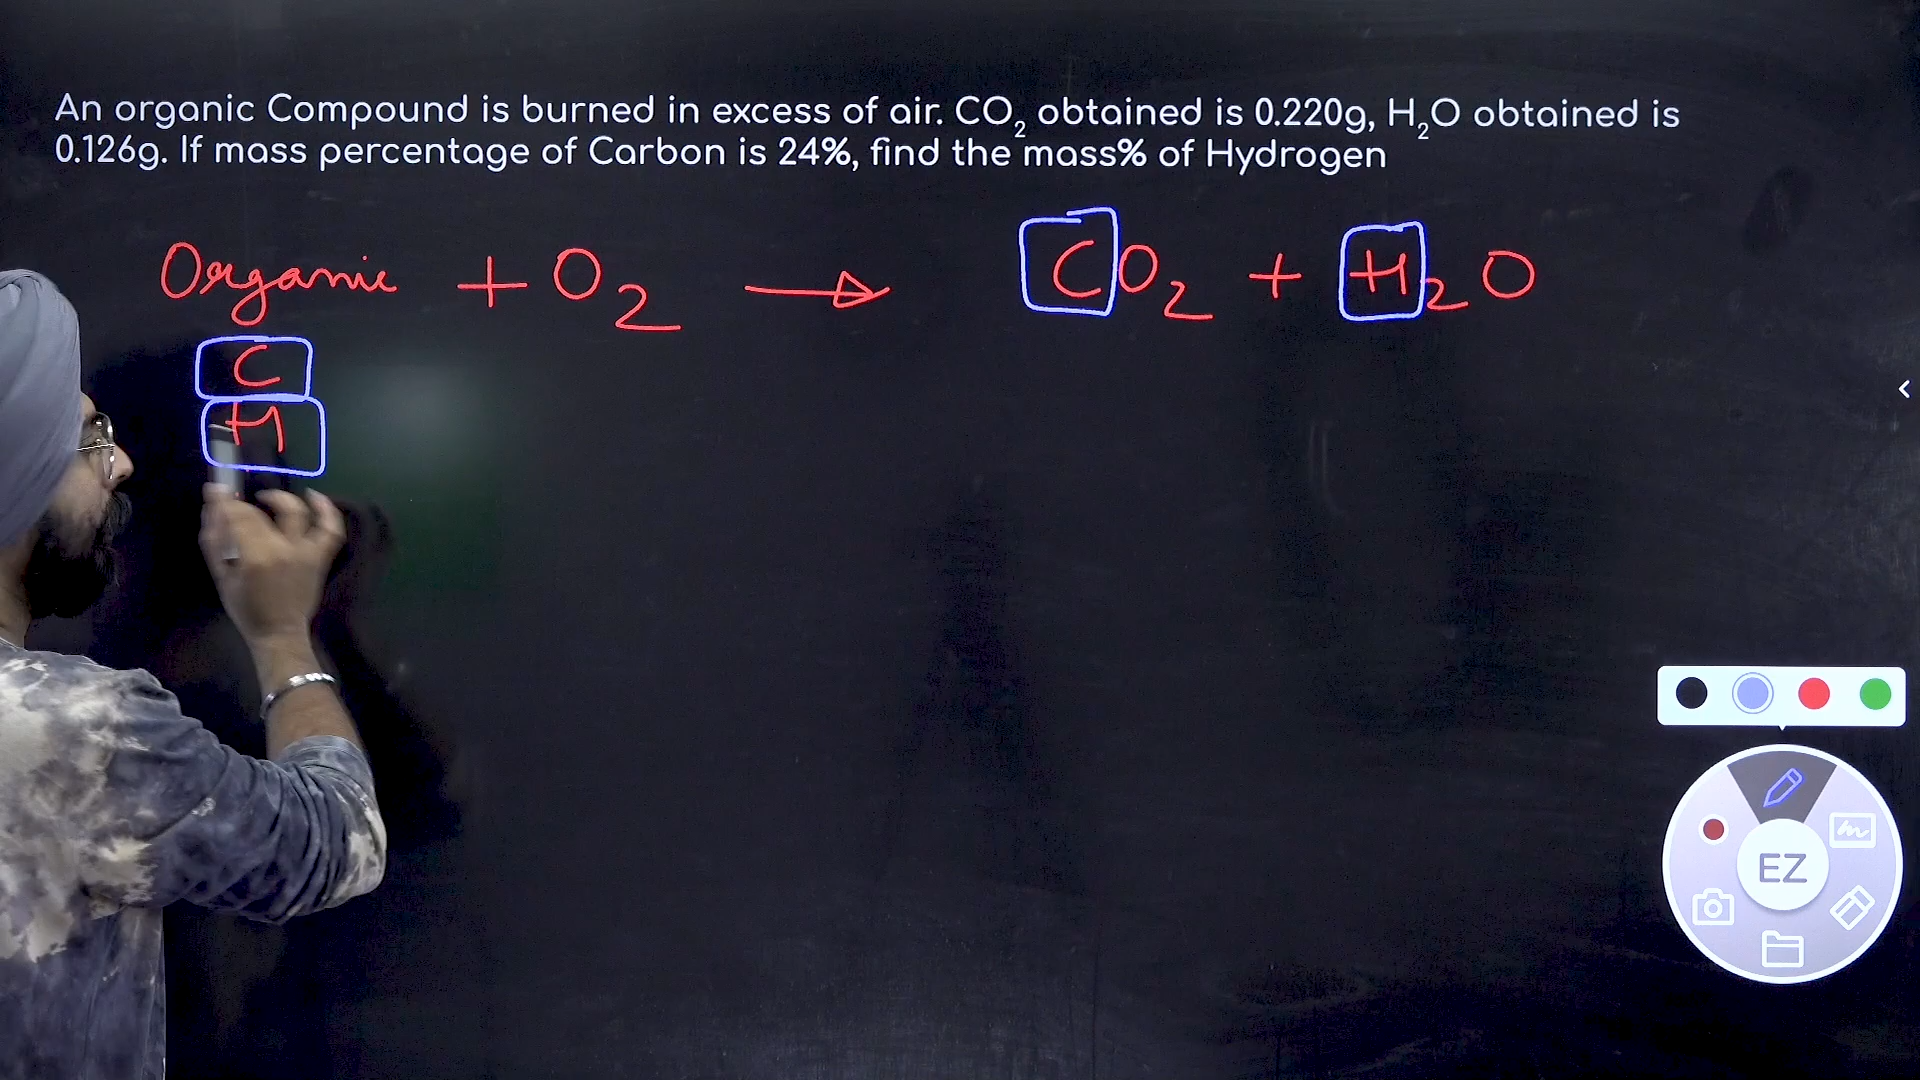 An organic Compound is burned in excess of air. CO₂ obtained is 0.220g, H₂O obtained is
0.126g. If mass percentage of Carbon is 24%, find the mass% of Hydrogen
Organic + O₂ → CO₂ + H₂O
C
H
EZ